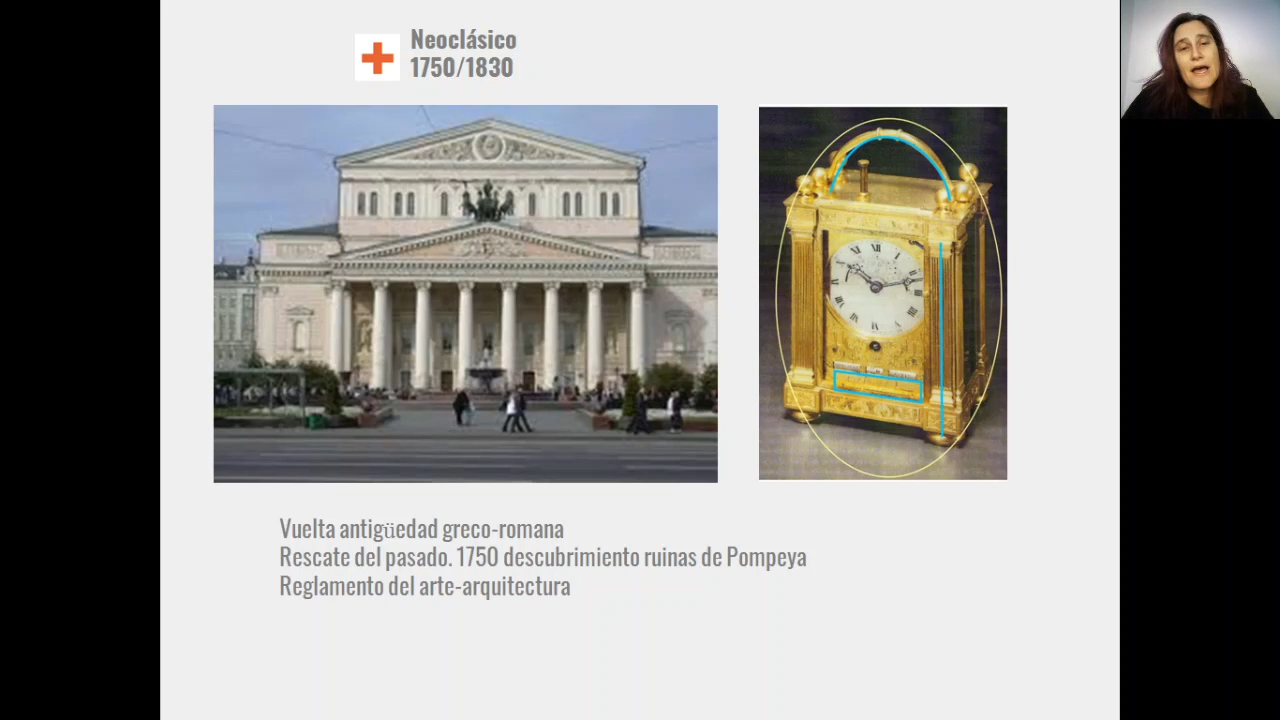 Neoclásico
1750/1830
Vuelta antigüedad greco-romana
Rescate del pasado. 1750 descubrimiento ruinas de Pompeya
Reglamento del arte-arquitectura